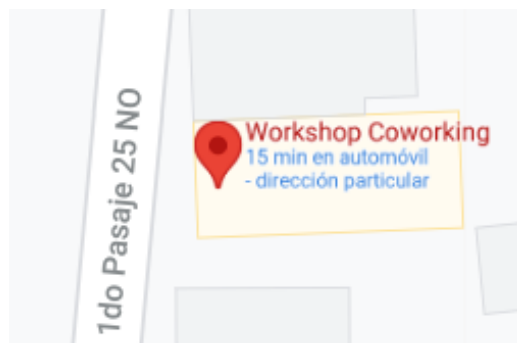 Workshop Coworking
15 min en automóvil
- dirección particular
1do Pasaje 25 NO